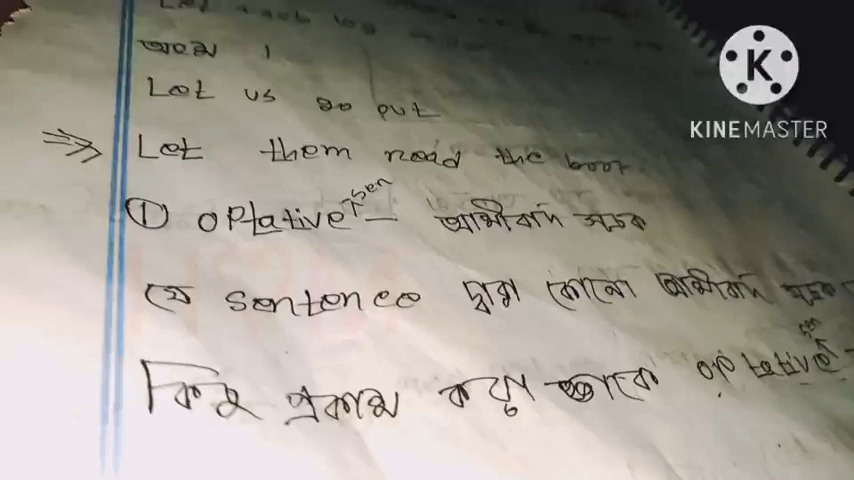 Let
অংশ ।
Let us go out
⇒ Let them read the book.
① Optative sen – আশীর্বাদ সূচক
যে sentence দ্বারা কোনো আশীর্বাদ সূচক
কিছু প্রকাশ করা তাকে optative sen
K
KINEMASTER